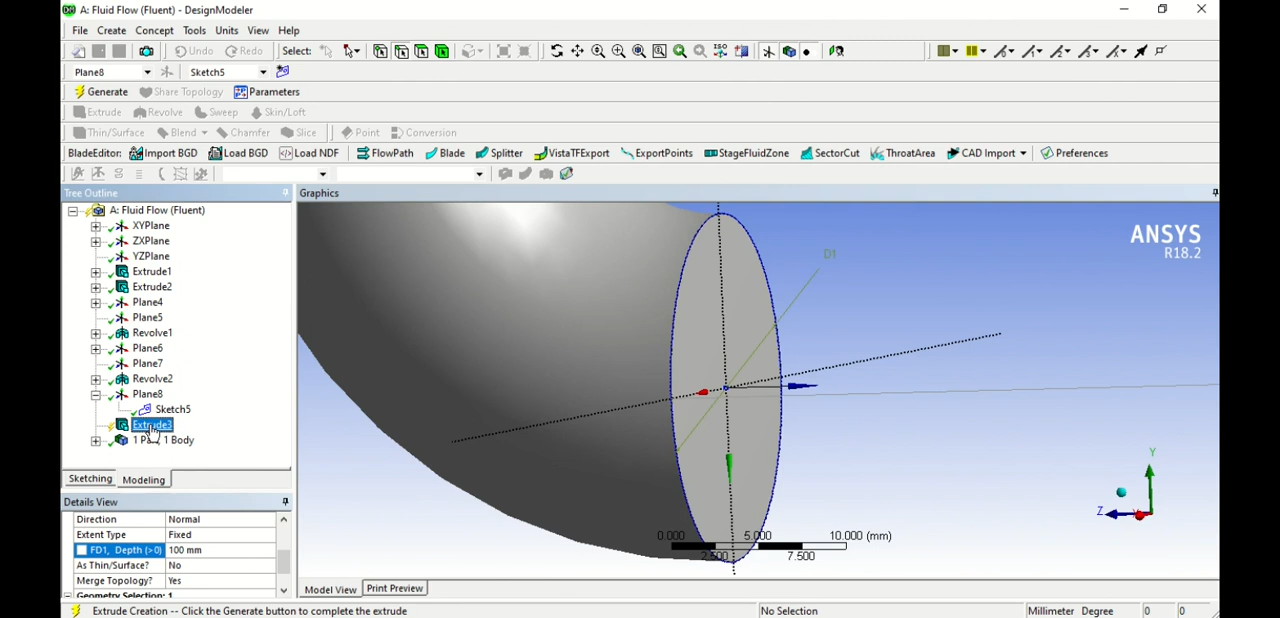 A: Fluid Flow (Fluent) - DesignModeler
File Create Concept Tools Units View Help
Undo Redo Select:
Plane8 Sketch5
Generate Share Topology Parameters
Extrude Revolve Sweep Skin/Loft
Thin/Surface Blend Chamfer Slice Point Conversion
BladeEditor: Import BGD Load BGD Load NDF FlowPath Blade Splitter VistaTFExport ExportPoints StageFluidZone SectorCut ThroatArea CAD Import Preferences
Tree Outline
Graphics
A: Fluid Flow (Fluent)
XYPlane
ZXPlane
YZPlane
Extrude1
Extrude2
Plane4
Plane5
Revolve1
Plane6
Plane7
Revolve2
Plane8
Sketch5
Extrude3
1 Part, 1 Body
Sketching Modeling
Details View
Direction Normal
Extent Type Fixed
FD1, Depth (>0) 100 mm
As Thin/Surface? No
Merge Topology? Yes
Geometry Selection: 1
ANSYS
R18.2
D1
Y
Z
0.000 5.000 10.000 (mm)
2.500 7.500
Model View Print Preview
Extrude Creation -- Click the Generate button to complete the extrude No Selection Millimeter Degree 0 0